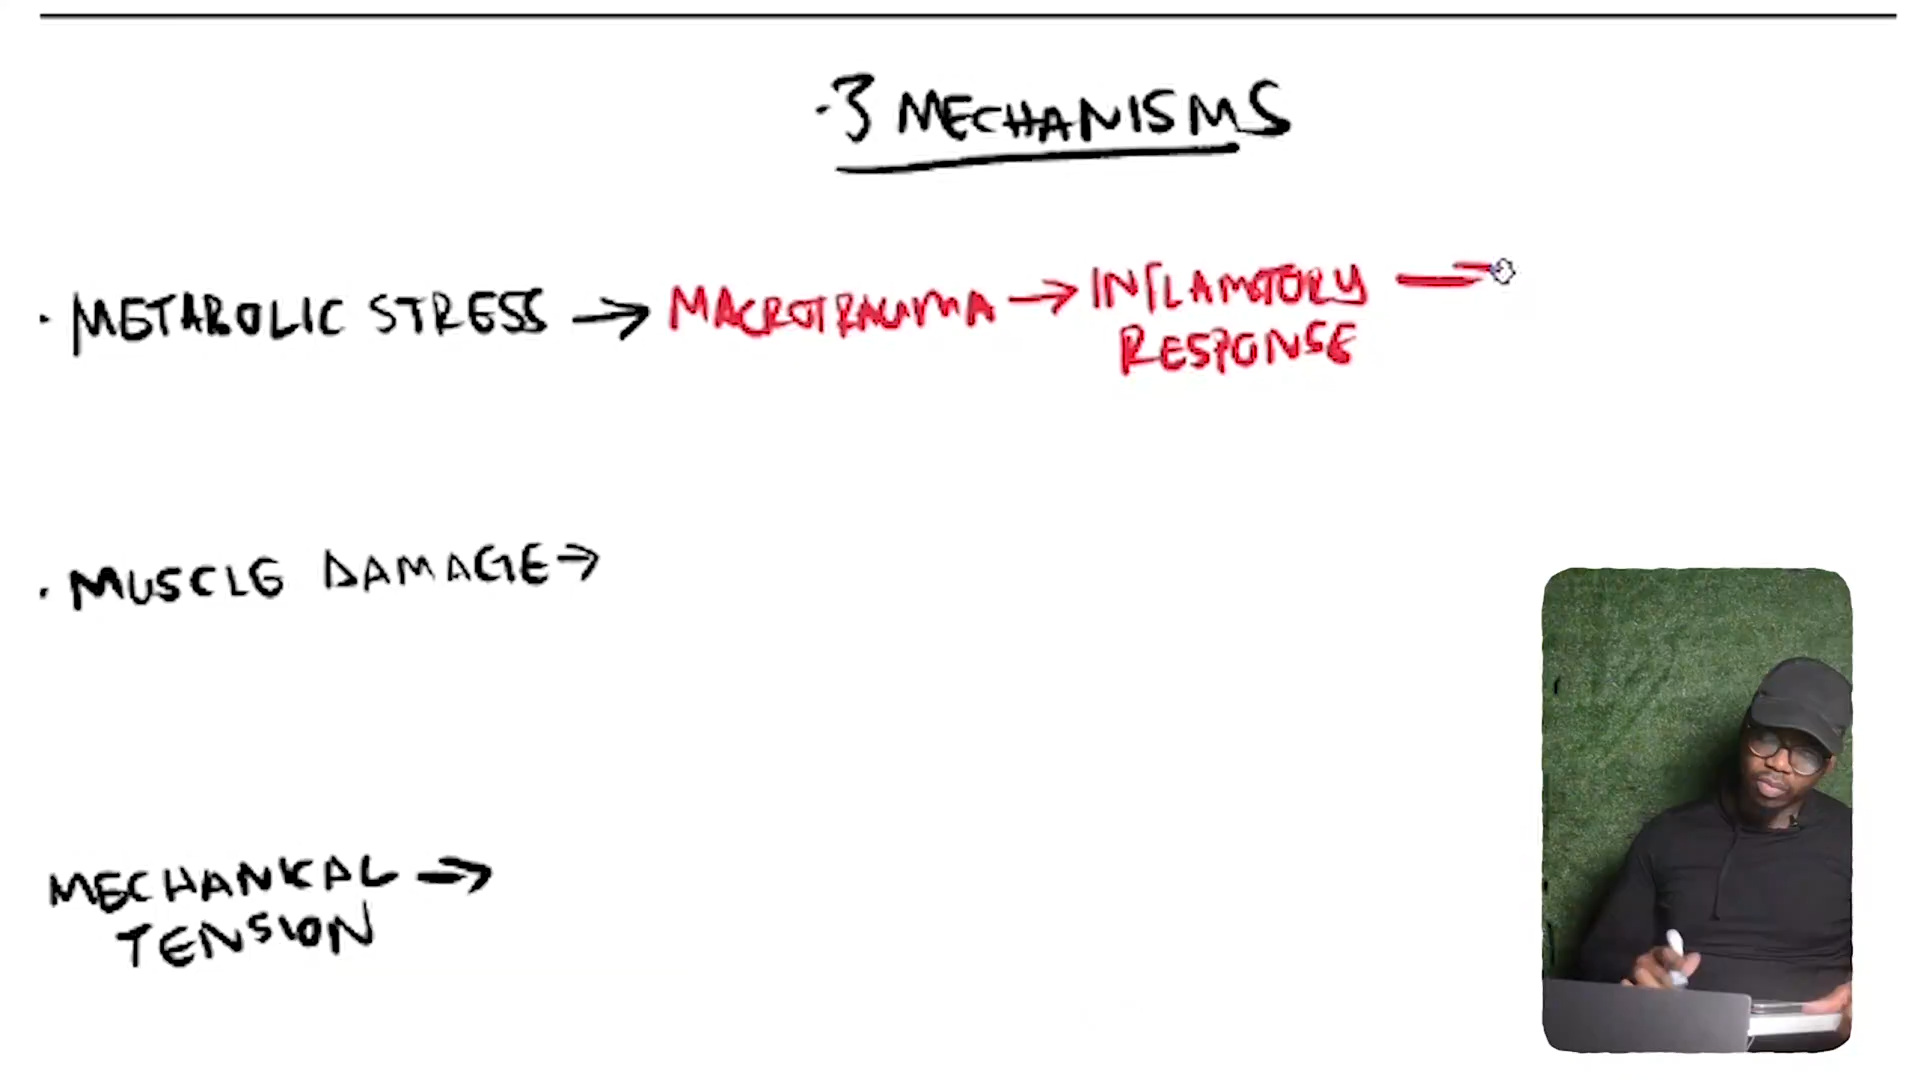 ·3 MECHANISMS
· METABOLIC STRESS → MACROTRAUMA → INFLAMATORY
RESPONSE
· MUSCLE DAMAGE →
MECHANICAL →
TENSION